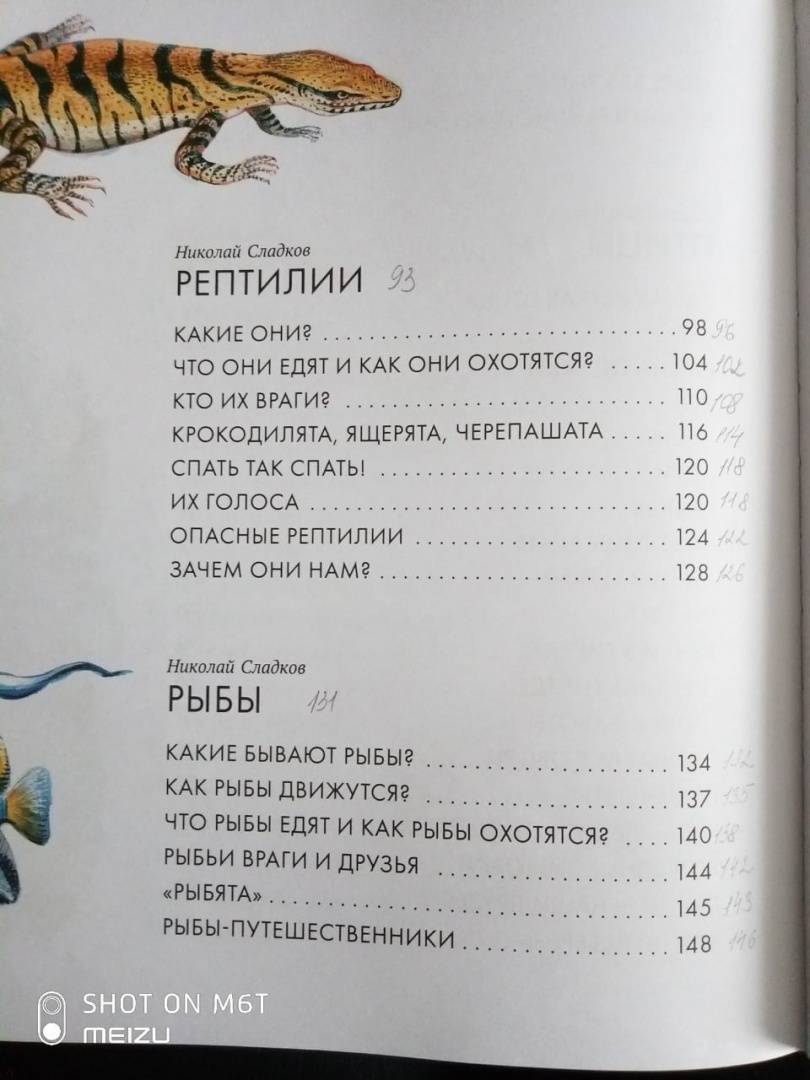 Николай Сладков
РЕПТИЛИИ 93
КАКИЕ ОНИ? ................................ 98 96
ЧТО ОНИ ЕДЯТ И КАК ОНИ ОХОТЯТСЯ? ..... 104 102
КТО ИХ ВРАГИ? ............................ 110 108
КРОКОДИЛЯТА, ЯЩЕРЯТА, ЧЕРЕПАШАТА ..... 116 114
СПАТЬ ТАК СПАТЬ! ......................... 120 118
ИХ ГОЛОСА ............................... 120 118
ОПАСНЫЕ РЕПТИЛИИ ...................... 124 122
ЗАЧЕМ ОНИ НАМ? ......................... 128 126
Николай Сладков
РЫБЫ 131
КАКИЕ БЫВАЮТ РЫБЫ? ..................... 134 132
КАК РЫБЫ ДВИЖУТСЯ? ..................... 137 135
ЧТО РЫБЫ ЕДЯТ И КАК РЫБЫ ОХОТЯТСЯ? .... 140 138
РЫБЬИ ВРАГИ И ДРУЗЬЯ .................... 144 142
«РЫБЯТА» .................................. 145 143
РЫБЫ-ПУТЕШЕСТВЕННИКИ .................. 148 146
SHOT ON M6T
MEIZU